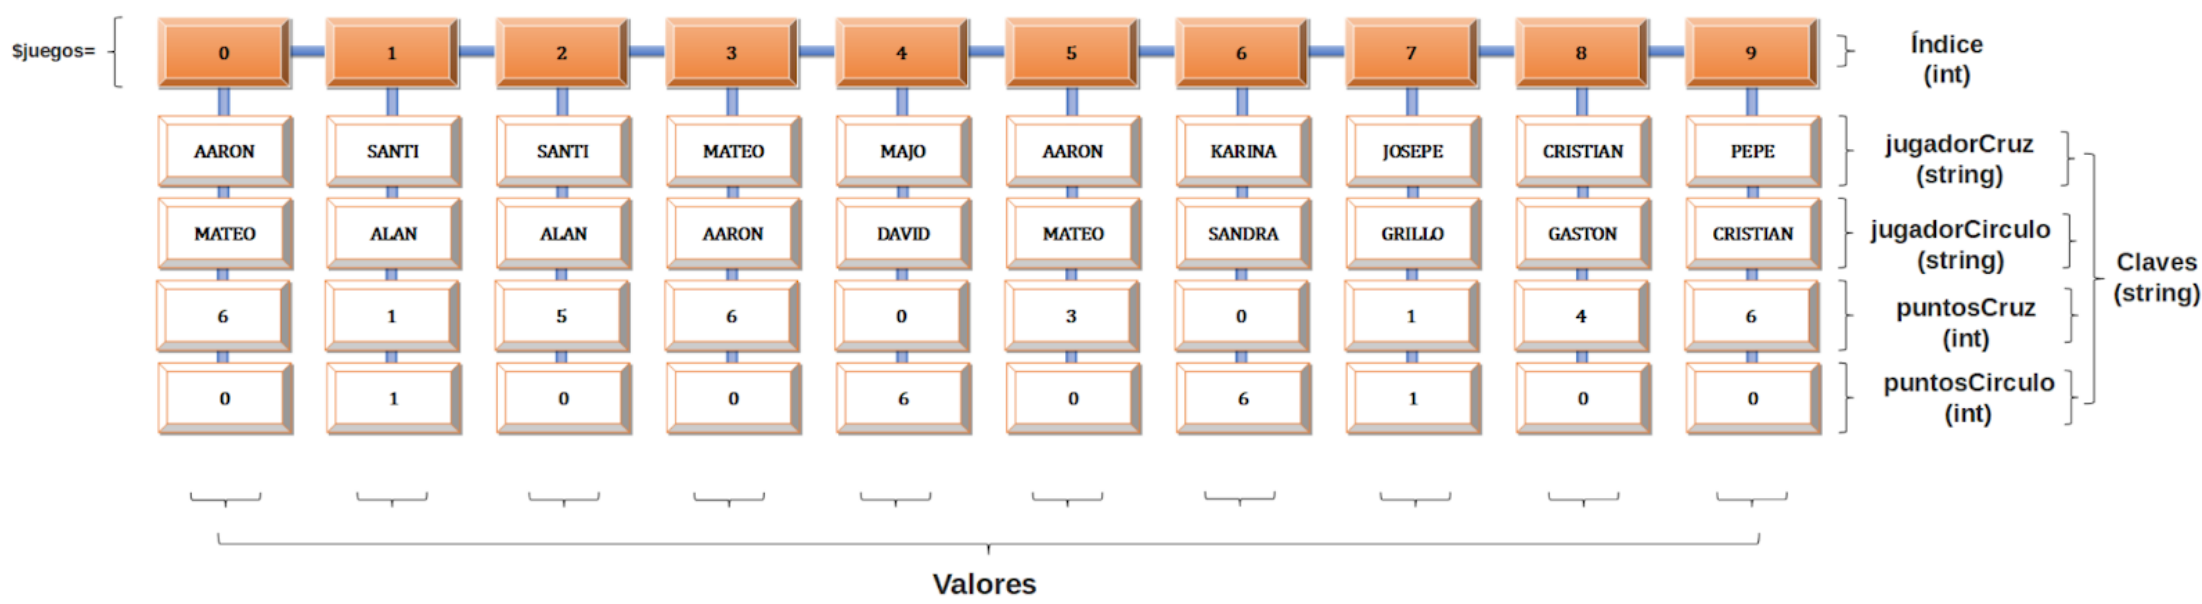 $juegos=
0 1 2 3 4 5 6 7 8 9
Índice
(int)
AARON SANTI SANTI MATEO MAJO AARON KARINA JOSEPE CRISTIAN PEPE
jugadorCruz
(string)
MATEO ALAN ALAN AARON DAVID MATEO SANDRA GRILLO GASTON CRISTIAN
jugadorCirculo
(string)
Claves
(string)
6 1 5 6 0 3 0 1 4 6
puntosCruz
(int)
0 1 0 0 6 0 6 1 0 0
puntosCirculo
(int)
Valores